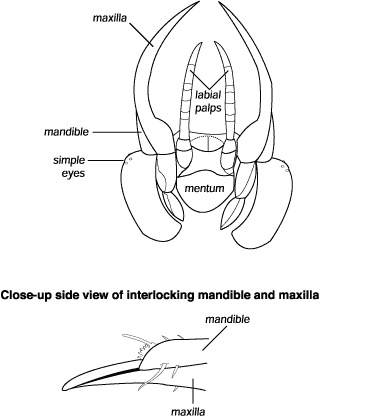 maxilla
labial
palps
mandible
simple
eyes
mentum
Close-up side view of interlocking mandible and maxilla
mandible
maxilla